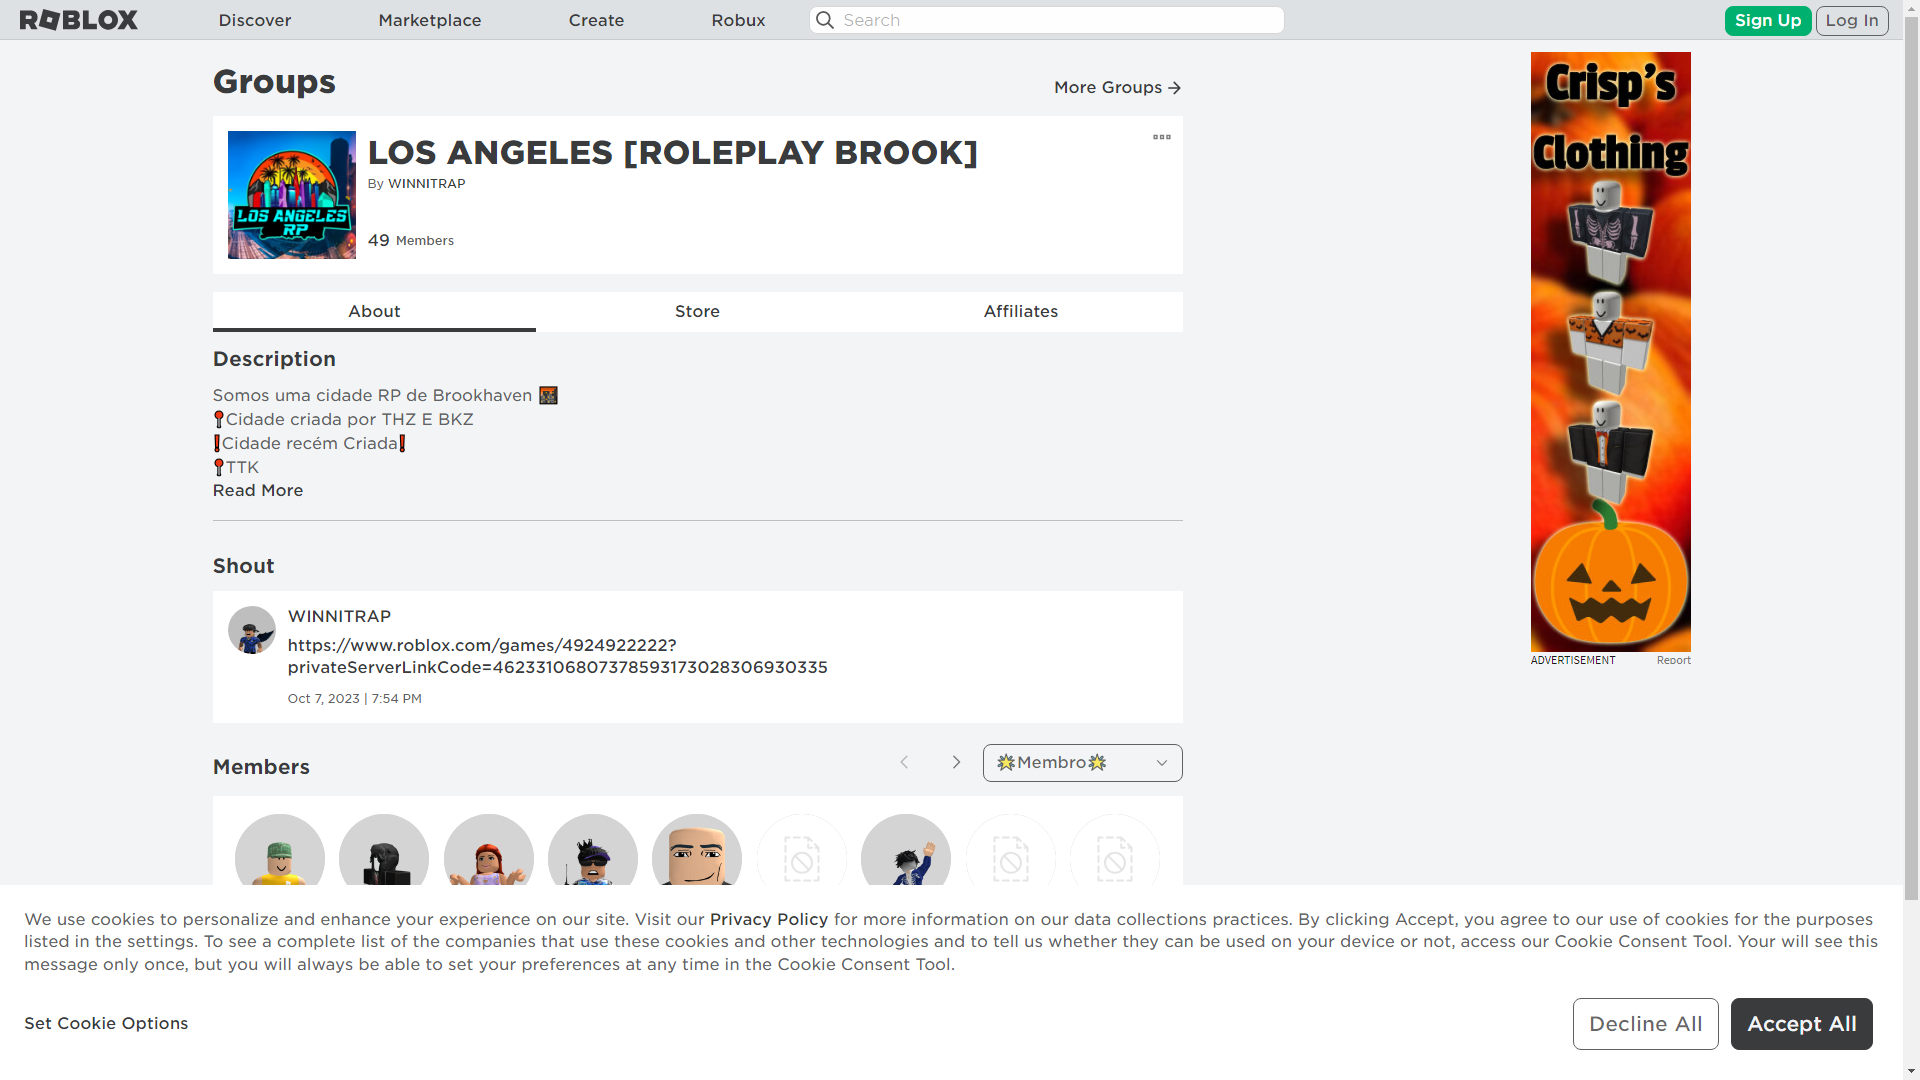 ROBLOX
Discover
Marketplace
Create
Robux
Search
Sign Up
Log In
Groups
More Groups
LOS ANGELES RP
LOS ANGELES [ROLEPLAY BROOK]
By WINNITRAP
49 Members
About
Store
Affiliates
Description
Somos uma cidade RP de Brookhaven
Cidade criada por THZ E BKZ
❗Cidade recém Criada❗
TTK
Read More
Shout
WINNITRAP
https://www.roblox.com/games/4924922222?
privateServerLinkCode=46233106807378593173028306930335
Oct 7, 2023 | 7:54 PM
Members
🌟Membro🌟
Crisp's
Clothing
ADVERTISEMENT
Report
We use cookies to personalize and enhance your experience on our site. Visit our Privacy Policy for more information on our data collections practices. By clicking Accept, you agree to our use of cookies for the purposes
listed in the settings. To see a complete list of the companies that use these cookies and other technologies and to tell us whether they can be used on your device or not, access our Cookie Consent Tool. Your will see this
message only once, but you will always be able to set your preferences at any time in the Cookie Consent Tool.
Set Cookie Options
Decline All
Accept All